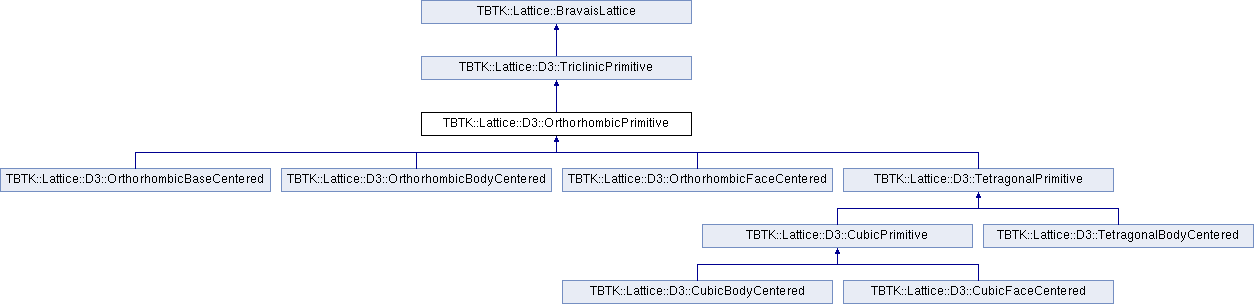 TBTK::Lattice::BravaisLattice
TBTK::Lattice::D3::TriclinicPrimitive
TBTK::Lattice::D3::OrthorhombicPrimitive
TBTK::Lattice::D3::OrthorhombicBaseCentered
TBTK::Lattice::D3::OrthorhombicBodyCentered
TBTK::Lattice::D3::OrthorhombicFaceCentered
TBTK::Lattice::D3::TetragonalPrimitive
TBTK::Lattice::D3::CubicPrimitive
TBTK::Lattice::D3::TetragonalBodyCentered
TBTK::Lattice::D3::CubicBodyCentered
TBTK::Lattice::D3::CubicFaceCentered